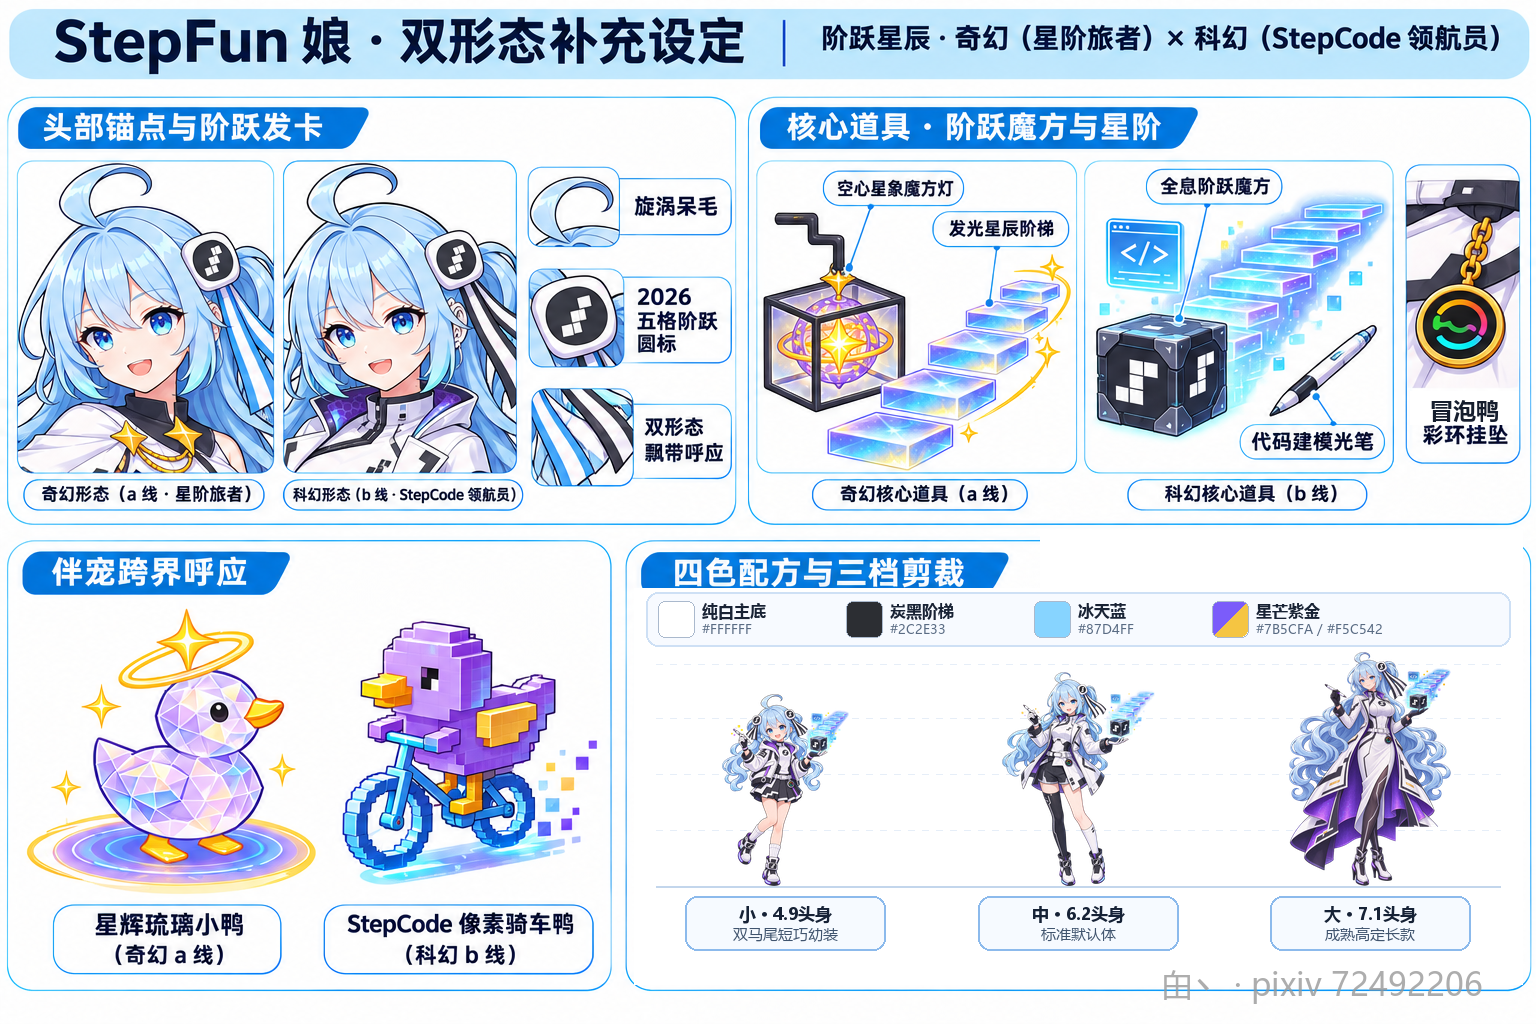 StepFun 娘 · 双形态补充设定
阶跃星辰 · 奇幻（星阶旅者）× 科幻（StepCode 领航员）
头部锚点与阶跃发卡
旋涡呆毛
2026
五格阶跃
圆标
双形态
飘带呼应
奇幻形态（a 线 · 星阶旅者）
科幻形态（b 线 · StepCode 领航员）
核心道具 · 阶跃魔方与星阶
空心星象魔方灯
发光星辰阶梯
全息阶跃魔方
</>
代码建模光笔
冒泡鸭
彩环挂坠
奇幻核心道具（a 线）
科幻核心道具（b 线）
伴宠跨界呼应
星辉琉璃小鸭
（奇幻 a 线）
StepCode 像素骑车鸭
（科幻 b 线）
四色配方与三档剪裁
纯白主底
#FFFFFF
炭黑阶梯
#2C2E33
冰天蓝
#87D4FF
星芒紫金
#7B5CFA / #F5C542
小 • 4.9头身
双马尾短巧幼装
中 • 6.2头身
标准默认体
大 • 7.1头身
成熟高定长款
由丶 · pixiv 72492206